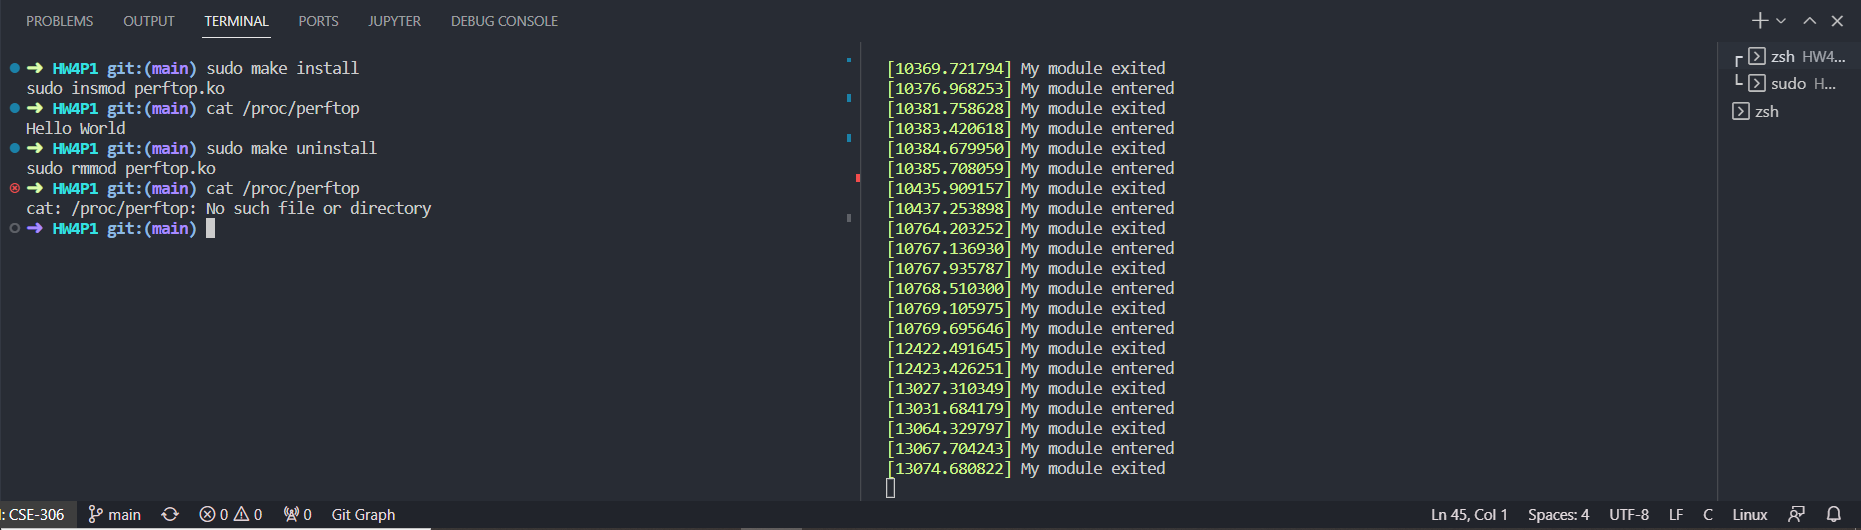 PROBLEMS OUTPUT TERMINAL PORTS JUPYTER DEBUG CONSOLE
➜ HW4P1 git:(main) sudo make install
sudo insmod perftop.ko
➜ HW4P1 git:(main) cat /proc/perftop
Hello World
➜ HW4P1 git:(main) sudo make uninstall
sudo rmmod perftop.ko
➜ HW4P1 git:(main) cat /proc/perftop
cat: /proc/perftop: No such file or directory
➜ HW4P1 git:(main)
[10369.721794] My module exited
[10376.968253] My module entered
[10381.758628] My module exited
[10383.420618] My module entered
[10384.679950] My module exited
[10385.708059] My module entered
[10435.909157] My module exited
[10437.253898] My module entered
[10764.203252] My module exited
[10767.136930] My module entered
[10767.935787] My module exited
[10768.510300] My module entered
[10769.105975] My module exited
[10769.695646] My module entered
[12422.491645] My module exited
[12423.426251] My module entered
[13027.310349] My module exited
[13031.684179] My module entered
[13064.329797] My module exited
[13067.704243] My module entered
[13074.680822] My module exited
zsh HW4...
sudo H...
zsh
: CSE-306 main 0 0 0 Git Graph Ln 45, Col 1 Spaces: 4 UTF-8 LF C Linux